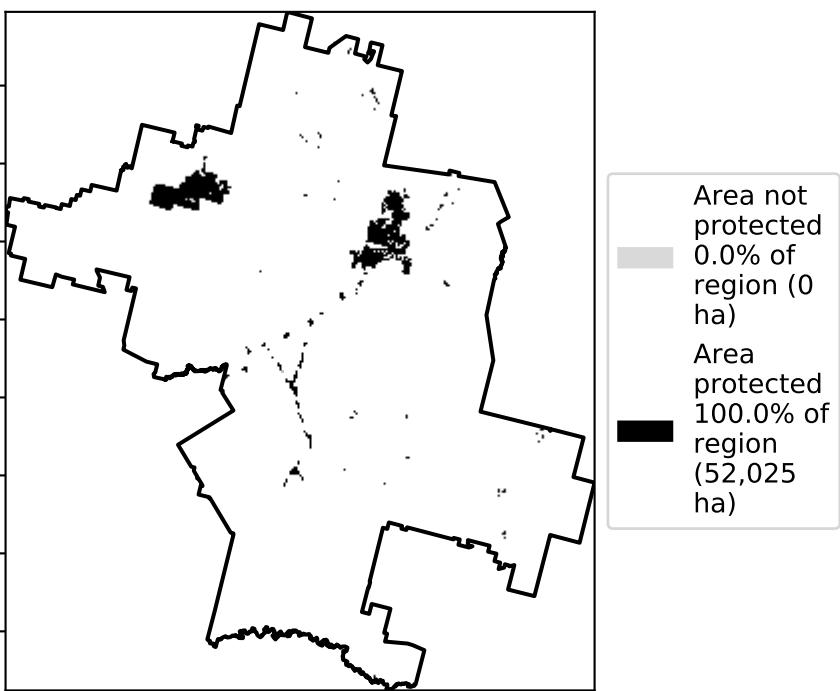 Area not
protected
0.0% of
region (0
ha)
Area
protected
100.0% of
region
(52,025
ha)